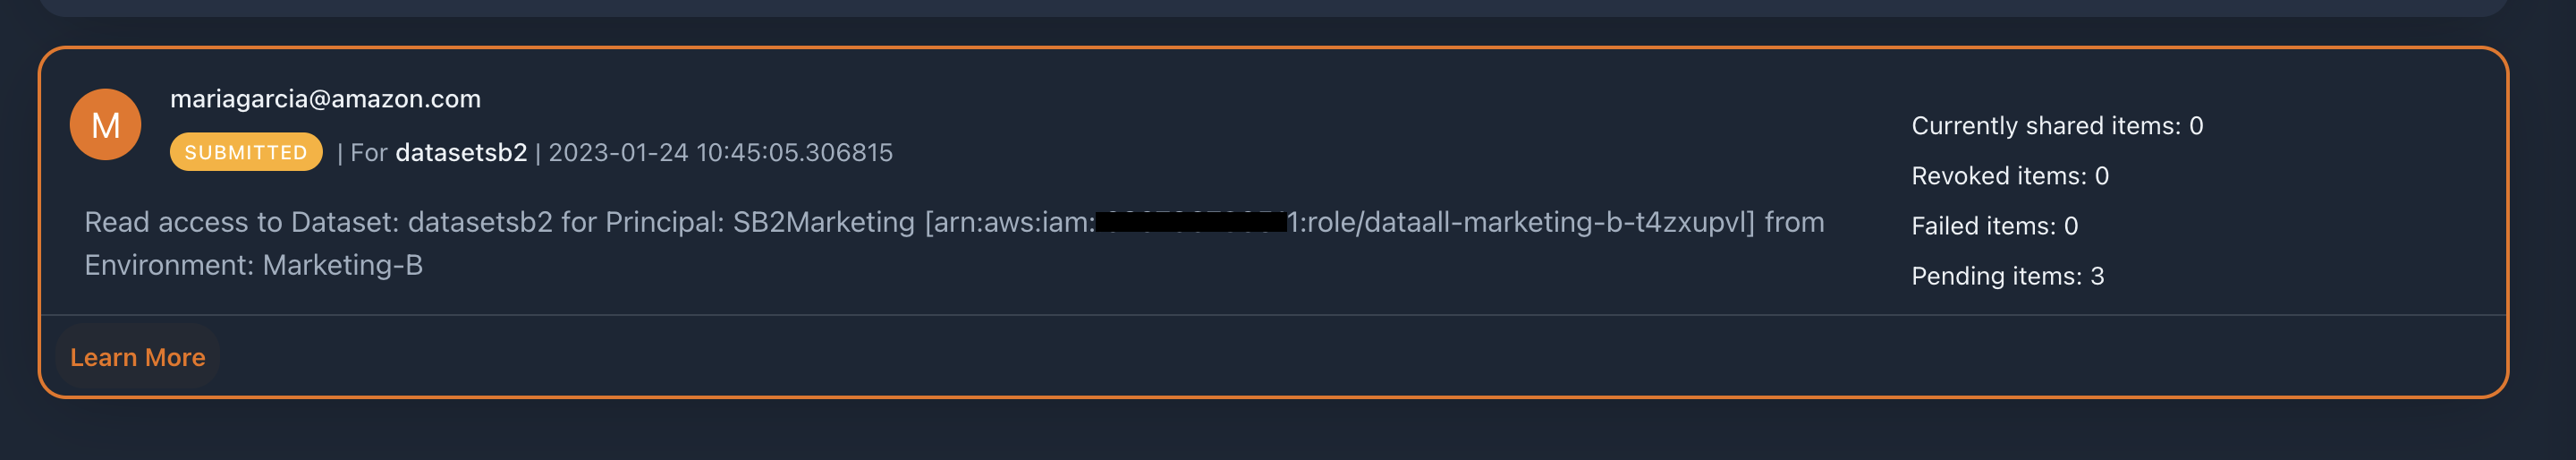 M
mariagarcia@amazon.com
SUBMITTED | For datasetsb2 | 2023-01-24 10:45:05.306815
Read access to Dataset: datasetsb2 for Principal: SB2Marketing [arn:aws:iam: 1:role/dataall-marketing-b-t4zxupvl] from
Environment: Marketing-B
Currently shared items: 0
Revoked items: 0
Failed items: 0
Pending items: 3
Learn More